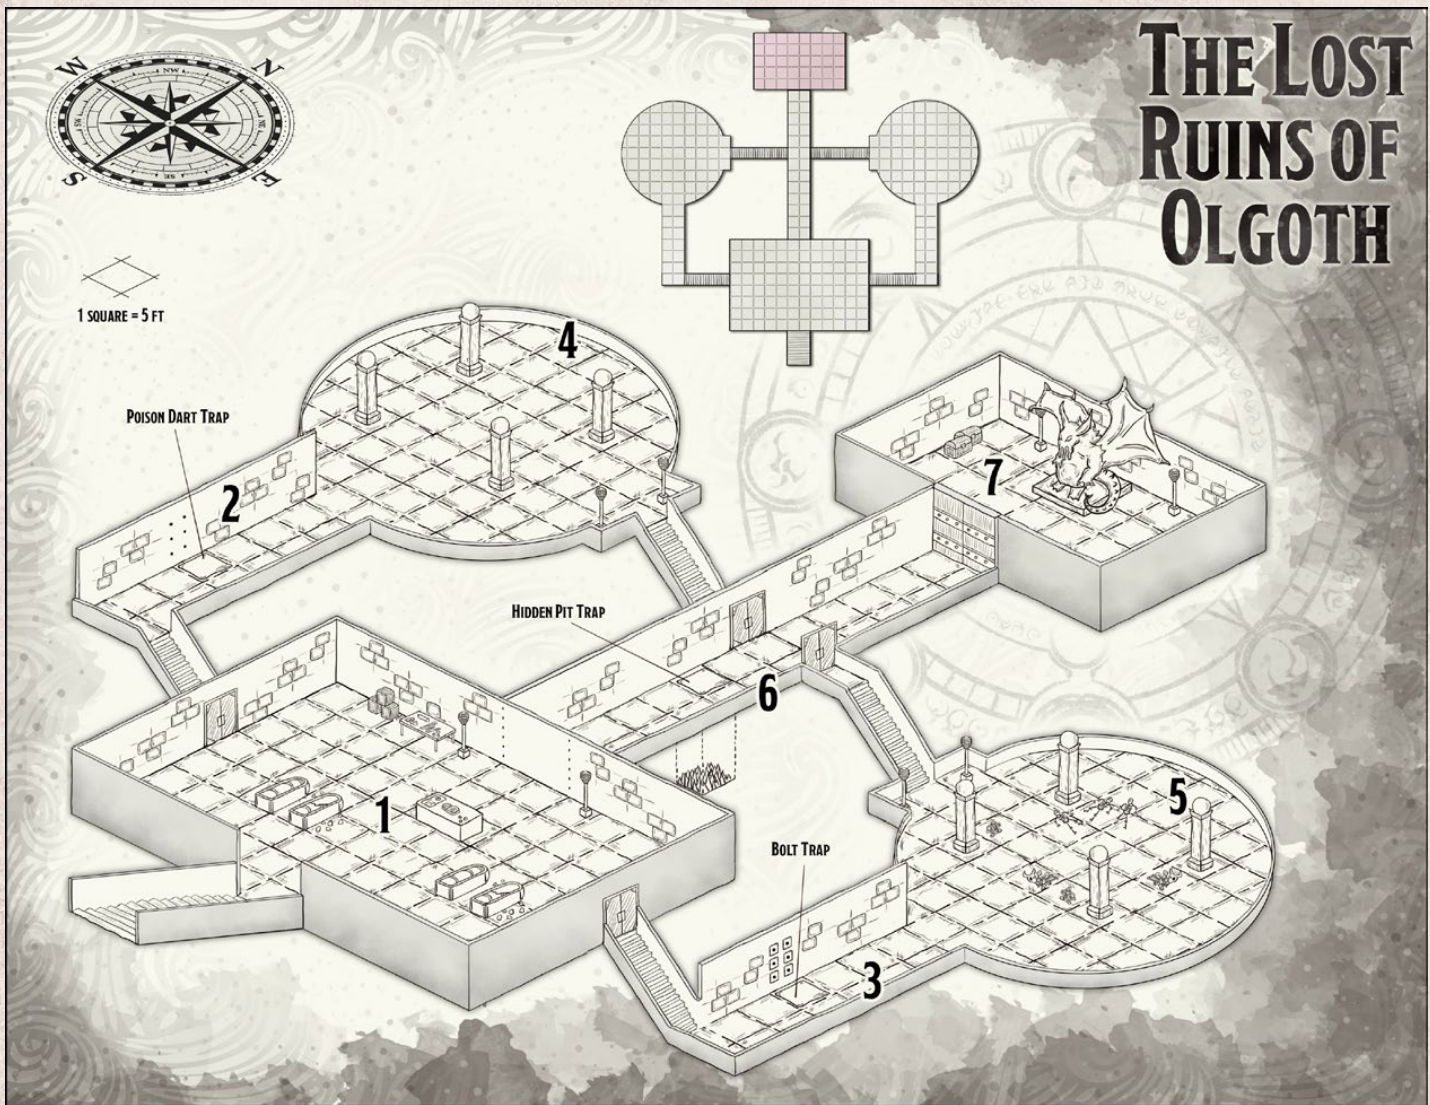 THE LOST
RUINS OF
OLGOTH
W
N
NW
S
E
1 SQUARE = 5 FT
4
POISON DART TRAP
2
7
HIDDEN PIT TRAP
6
1
5
BOLT TRAP
3